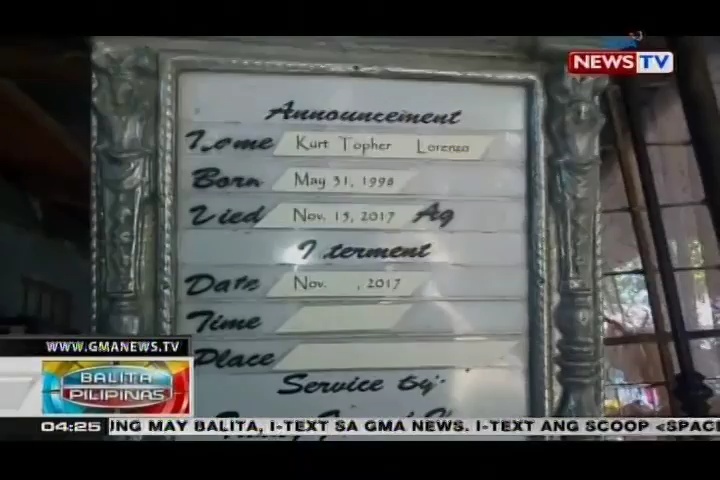 NEWS TV
Announcement
Name Kurt Topher Lorenzo
Born May 31, 1998
Died Nov. 15, 2017 Ag
Interment
Date Nov. , 2017
Time
Place
Service by:
WWW.GMANEWS.TV
BALITA
PILIPINAS
04:25 ING MAY BALITA, I-TEXT SA GMA NEWS. I-TEXT ANG SCOOP <SPAC